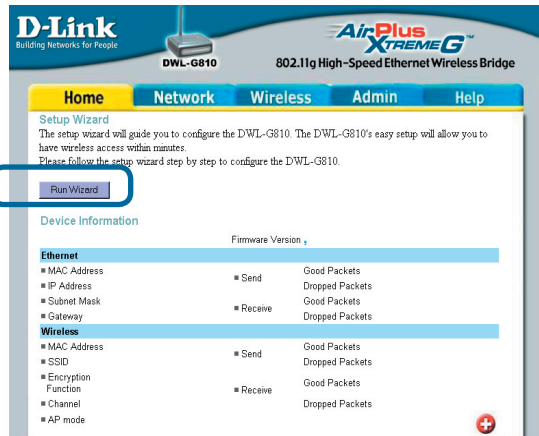 D-Link
Building Networks for People
DWL-G810
AirPlus
XTREME G™
802.11g High-Speed Ethernet Wireless Bridge
Home Network Wireless Admin Help
Setup Wizard
The setup wizard will guide you to configure the DWL-G810. The DWL-G810's easy setup will allow you to
have wireless access within minutes.
Please follow the setup wizard step by step to configure the DWL-G810.
Run Wizard
Device Information
Firmware Version ,
Ethernet
MAC Address
Send
Good Packets
IP Address
Dropped Packets
Subnet Mask
Receive
Good Packets
Gateway
Dropped Packets
Wireless
MAC Address
Send
Good Packets
SSID
Dropped Packets
Encryption
Function
Receive
Good Packets
Channel
Dropped Packets
AP mode